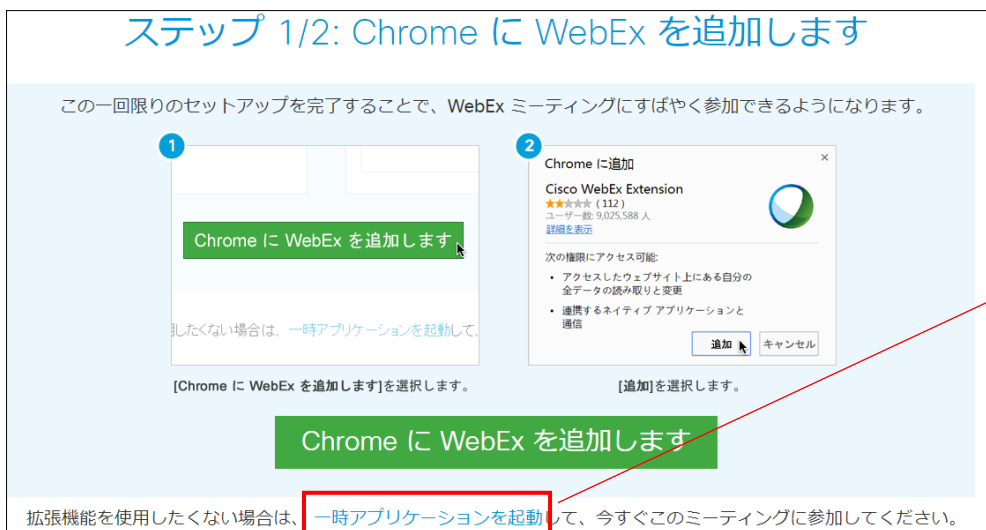 ステップ 1/2: Chrome に WebEx を追加します
この一回限りのセットアップを完了することで、WebEx ミーティングにすばやく参加できるようになります。
1
Chrome に WebEx を追加します
したくない場合は、一時アプリケーションを起動して、
[Chrome に WebEx を追加します]を選択します。
2
Chrome に追加
×
Cisco WebEx Extension
★★☆☆☆ (112)
ユーザー数: 9,025,588 人
詳細を表示
次の権限にアクセス可能:
• アクセスしたウェブサイト上にある自分の
全データの読み取りと変更
• 連携するネイティブ アプリケーションと
通信
追加 キャンセル
[追加]を選択します。
Chrome に WebEx を追加します
拡張機能を使用したくない場合は、一時アプリケーションを起動して、今すぐこのミーティングに参加してください。